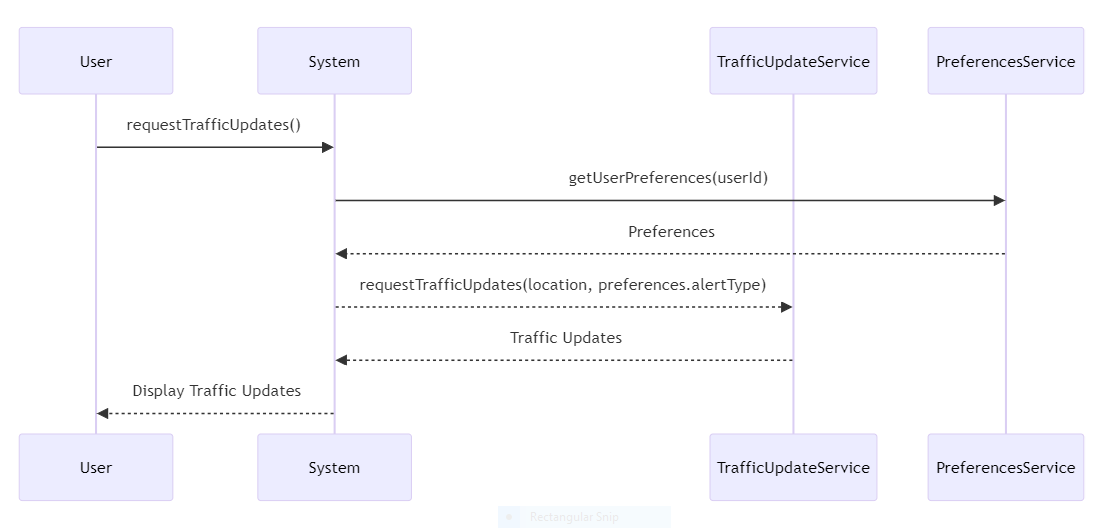 User
System
TrafficUpdateService
PreferencesService
requestTrafficUpdates()
getUserPreferences(userId)
Preferences
requestTrafficUpdates(location, preferences.alertType)
Traffic Updates
Display Traffic Updates
User
System
TrafficUpdateService
PreferencesService
Rectangular Snip